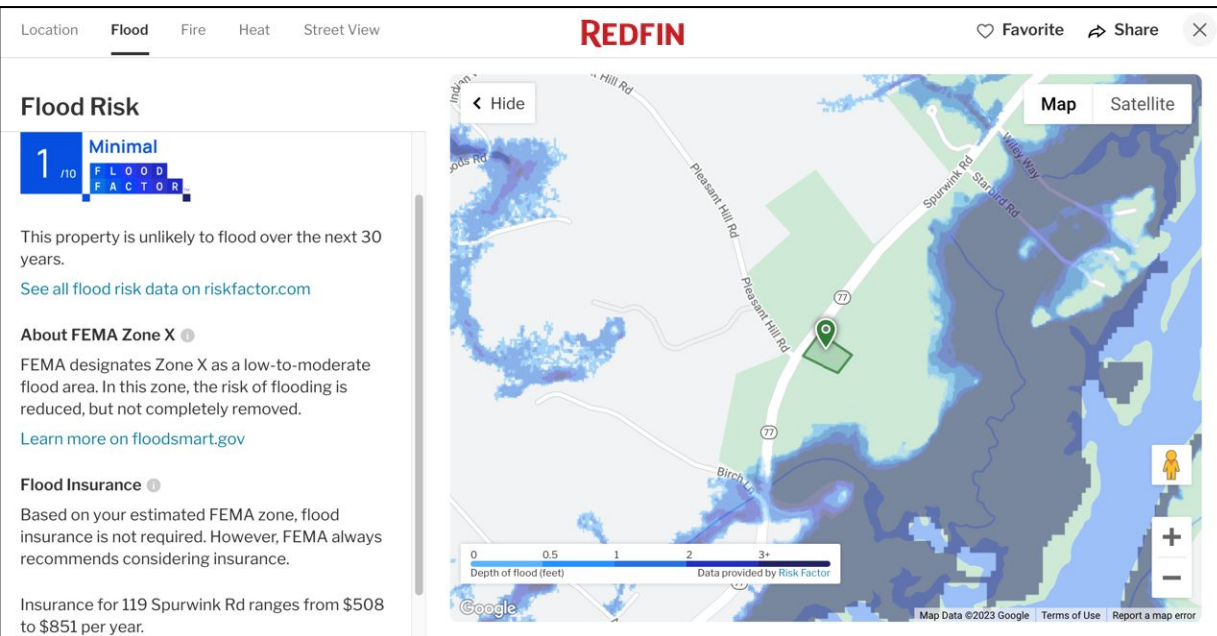 Location Flood Fire Heat Street View REDFIN Favorite Share
Flood Risk
1 /10 Minimal
FLOOD
FACTOR
This property is unlikely to flood over the next 30
years.
See all flood risk data on riskfactor.com
About FEMA Zone X
FEMA designates Zone X as a low-to-moderate
flood area. In this zone, the risk of flooding is
reduced, but not completely removed.
Learn more on floodsmart.gov
Flood Insurance
Based on your estimated FEMA zone, flood
insurance is not required. However, FEMA always
recommends considering insurance.
Insurance for 119 Spurwink Rd ranges from $508
to $851 per year.
Hide
Map Satellite
Indian
Hill Rd
oods Rd
Pleasant Hill Rd
Spurwink Rd
Wiley Way
Starbird Rd
Pleasant Hill Rd
77
77
Birch Ln
0 0.5 1 2 3+
Depth of flood (feet) Data provided by Risk Factor
Google
Map Data ©2023 Google Terms of Use Report a map error